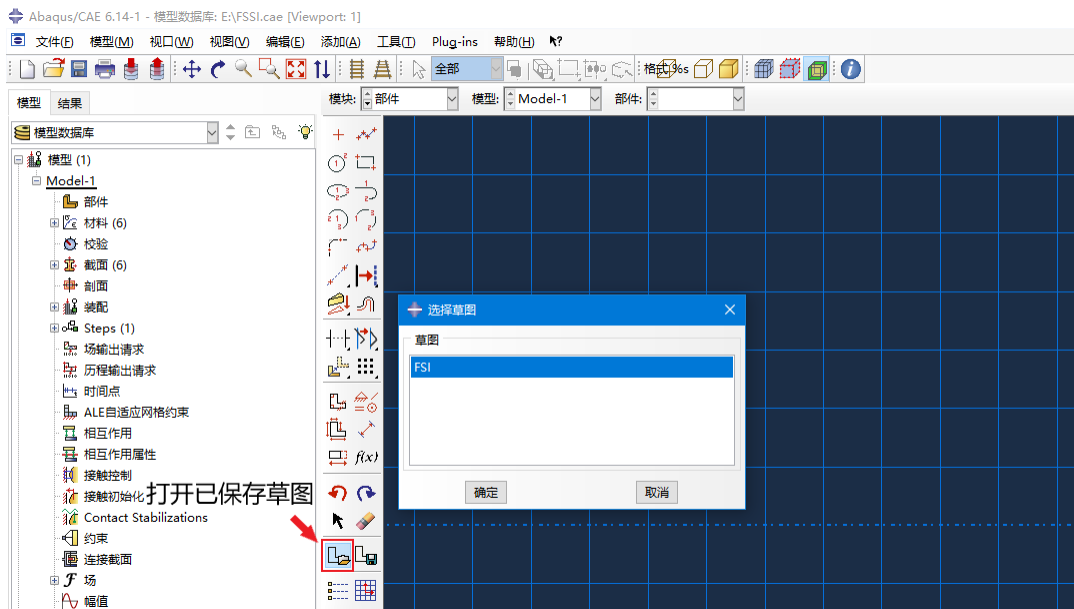 Abaqus/CAE 6.14-1 - 模型数据库: E:\FSSI.cae [Viewport: 1]
文件(F) 模型(M) 视口(W) 视图(V) 编辑(E) 添加(A) 工具(T) Plug-ins 帮助(H) ?
全部 格式 %s
模型 结果 模块: 部件 模型: Model-1 部件:
模型数据库
模型 (1)
Model-1
部件
材料 (6)
校验
截面 (6)
剖面
装配
Steps (1)
场输出请求
历程输出请求
时间点
ALE自适应网格约束
相互作用
相互作用属性
接触控制
接触初始化
Contact Stabilizations
约束
连接截面
场
幅值
f(x)
打开已保存草图
选择草图
草图
FSI
确定 取消